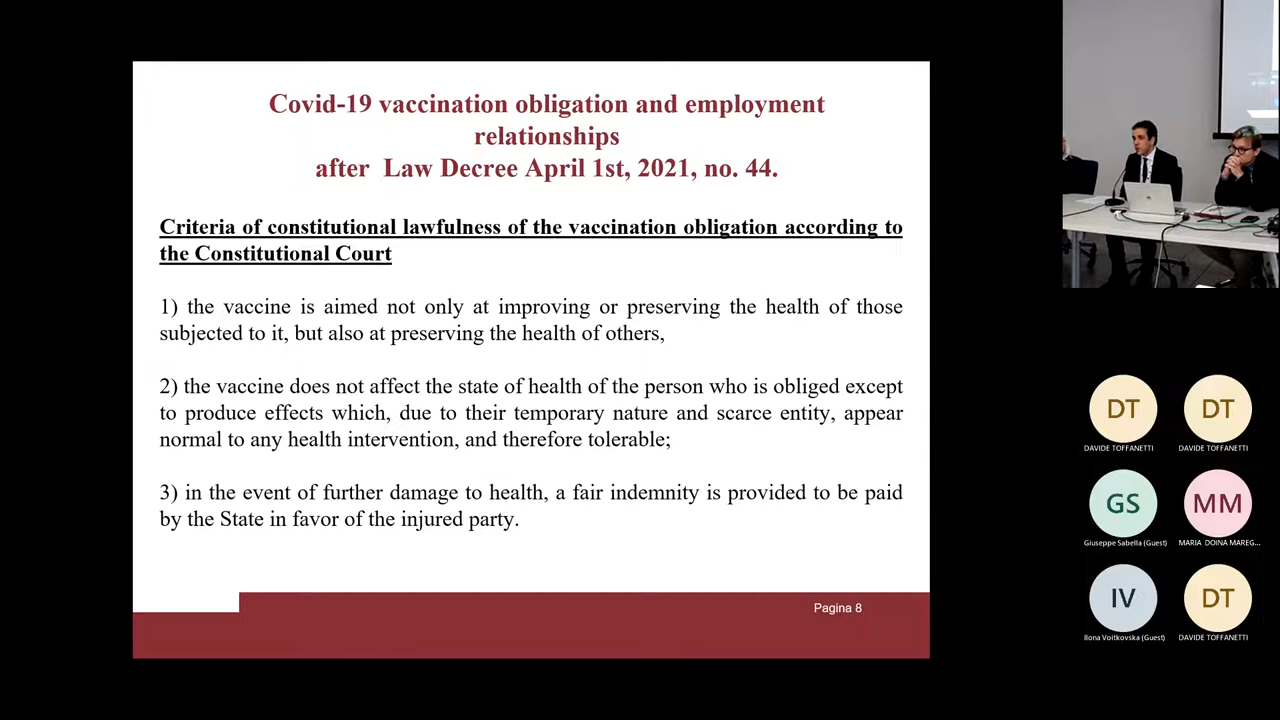 Covid-19 vaccination obligation and employment
relationships
after Law Decree April 1st, 2021, no. 44.
Criteria of constitutional lawfulness of the vaccination obligation according to
the Constitutional Court
1) the vaccine is aimed not only at improving or preserving the health of those
subjected to it, but also at preserving the health of others,
2) the vaccine does not affect the state of health of the person who is obliged except
to produce effects which, due to their temporary nature and scarce entity, appear
normal to any health intervention, and therefore tolerable;
3) in the event of further damage to health, a fair indemnity is provided to be paid
by the State in favor of the injured party.
Pagina 8
DT
DT
DAVIDE TOFFANETTI
DAVIDE TOFFANETTI
GS
MM
Giuseppe Sabella (Guest)
MARIA DOINA MAREG...
IV
DT
Ilona Voitkovska (Guest)
DAVIDE TOFFANETTI